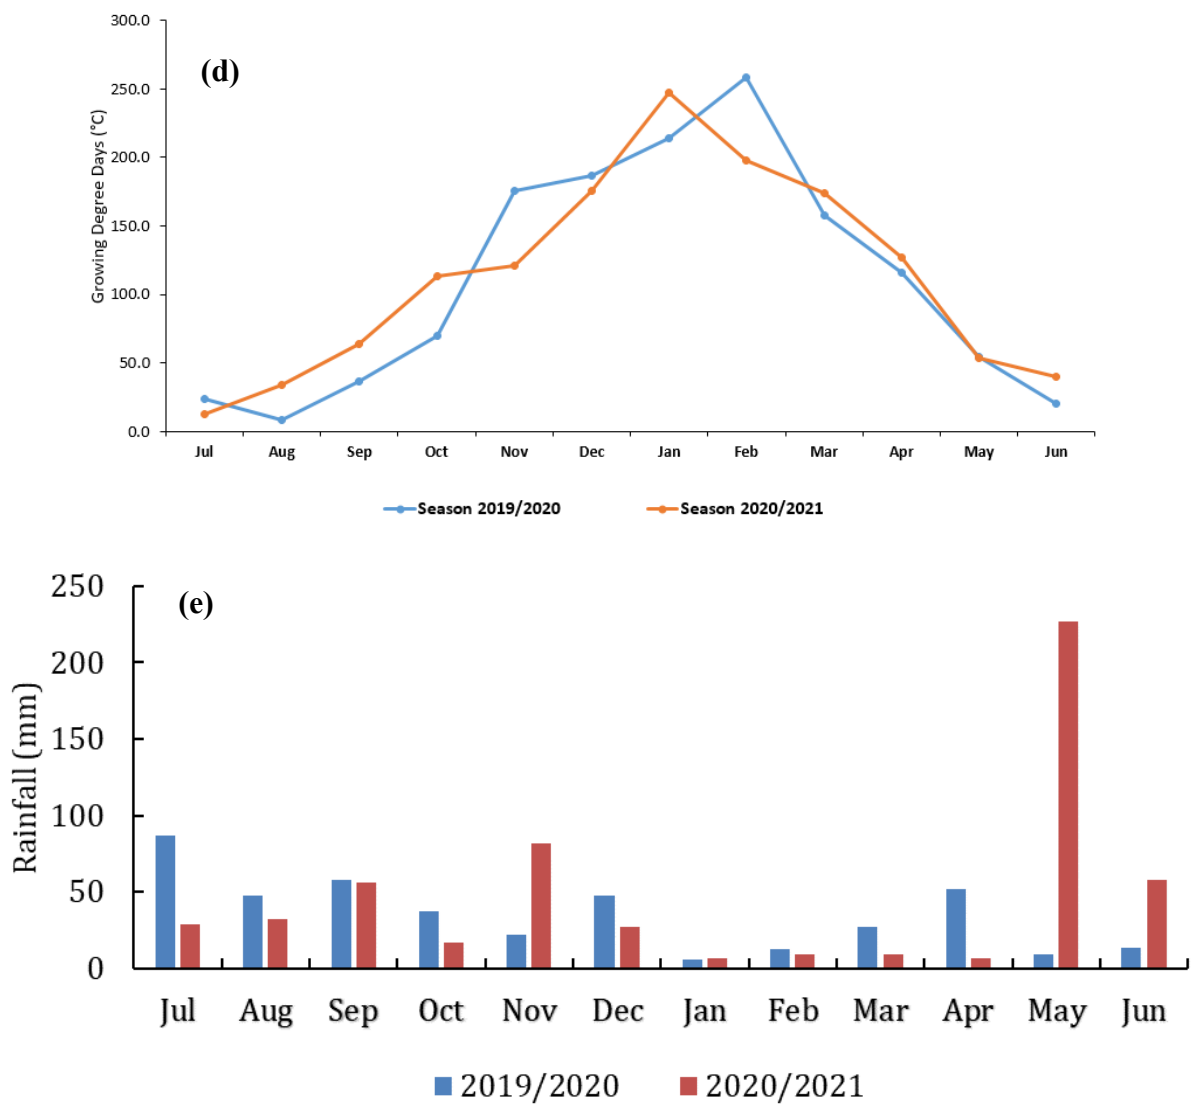 300.0
(d)
250.0
200.0
150.0
100.0
50.0
0.0
Growing Degree Days (°C)
Jul Aug Sep Oct Nov Dec Jan Feb Mar Apr May Jun
Season 2019/2020 Season 2020/2021
250
(e)
200
150
100
50
0
Rainfall (mm)
Jul Aug Sep Oct Nov Dec Jan Feb Mar Apr May Jun
2019/2020 2020/2021